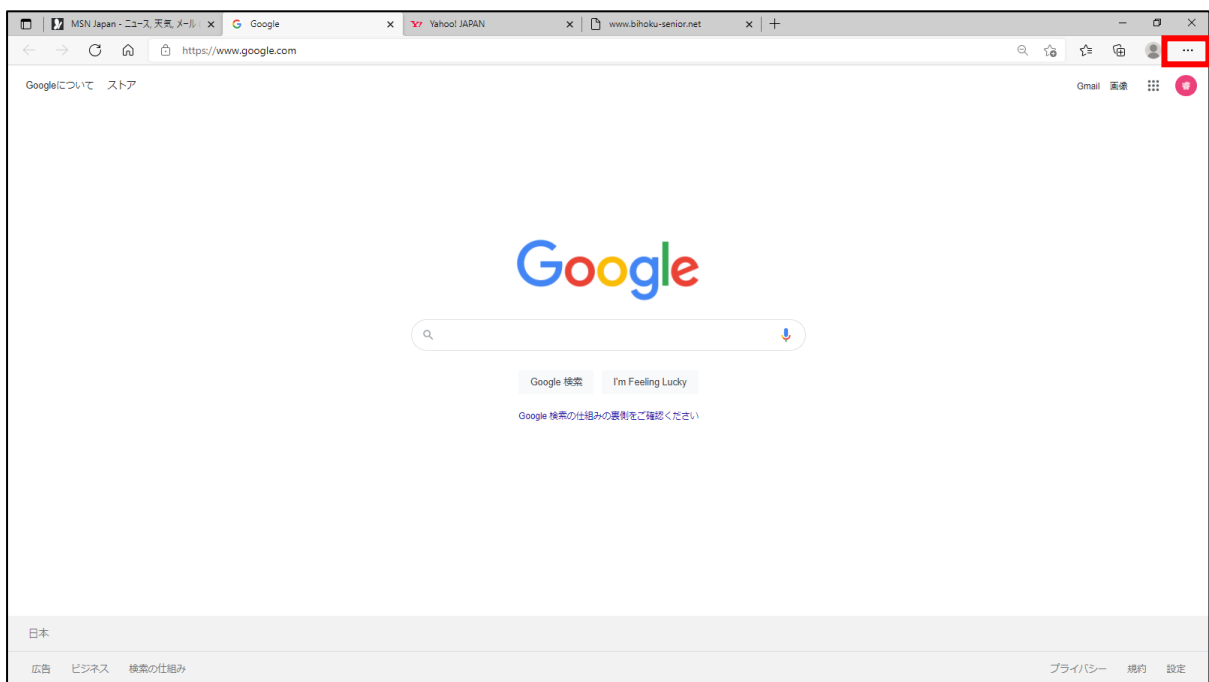 MSN Japan - ニュース, 天気, メール
Google
Yahoo! JAPAN
www.bihoku-senior.net
https://www.google.com
Googleについて ストア
Gmail 画像
Google
Google 検索 I'm Feeling Lucky
Google 検索の仕組みの裏側をご確認ください
日本
広告 ビジネス 検索の仕組み
プライバシー 規約 設定